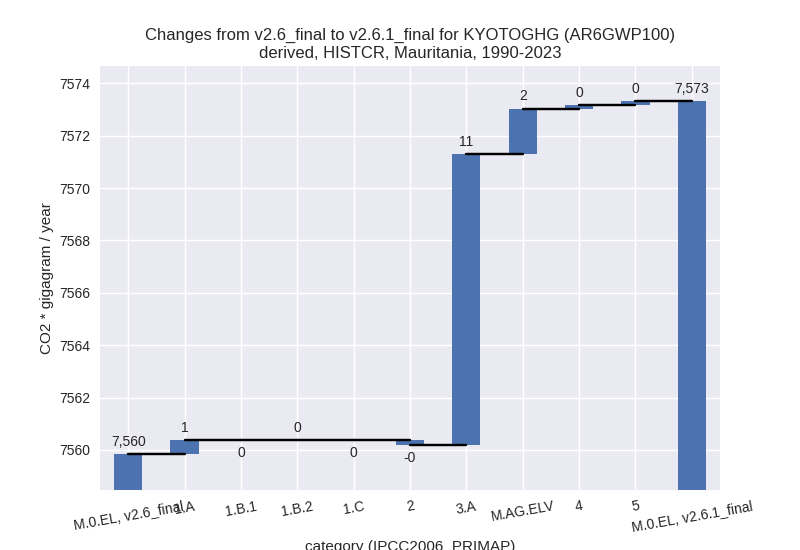 Changes from v2.6_final to v2.6.1_final for KYOTOGHG (AR6GWP100)
derived, HISTCR, Mauritania, 1990-2023
CO2 * gigagram / year
7574
7572
7570
7568
7566
7564
7562
7560
7,560
1
0
0
0
-0
11
2
0
0
7,573
M.0.EL, v2.6_final
1.A
1.B.1
1.B.2
1.C
2
3.A
M.AG.ELV
4
5
M.0.EL, v2.6.1_final
category (IPCC2006_PRIMAP)